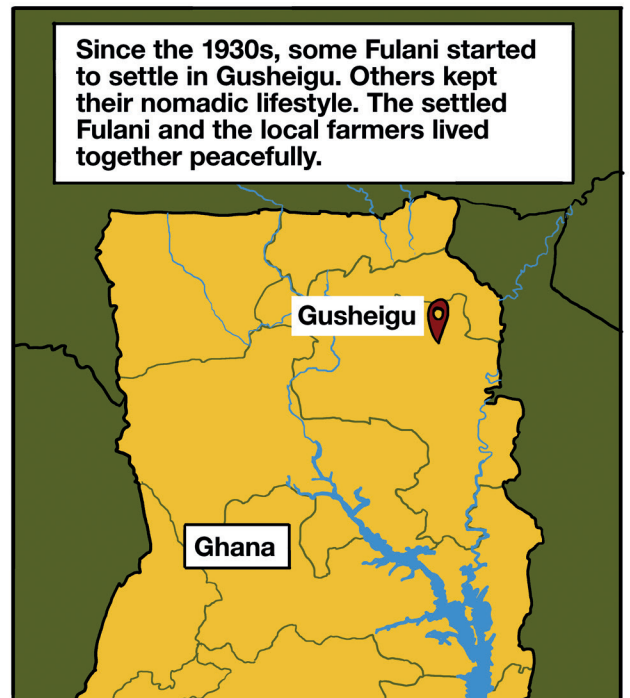 Since the 1930s, some Fulani started
to settle in Gusheigu. Others kept
their nomadic lifestyle. The settled
Fulani and the local farmers lived
together peacefully.
Gusheigu
Ghana